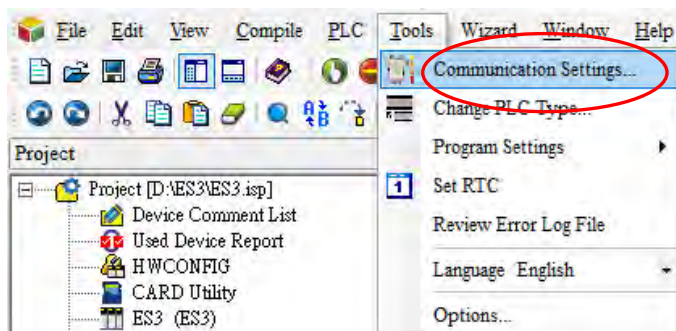 File Edit View Compile PLC Tools Wizard Window Help
Communication Settings...
Change PLC Type...
Project
Program Settings
Project [D:\ES3\ES3.isp]
1 Set RTC
Device Comment List
Review Error Log File
Used Device Report
HWCONFIG
Language English
CARD Utility
ES3 (ES3)
Options...